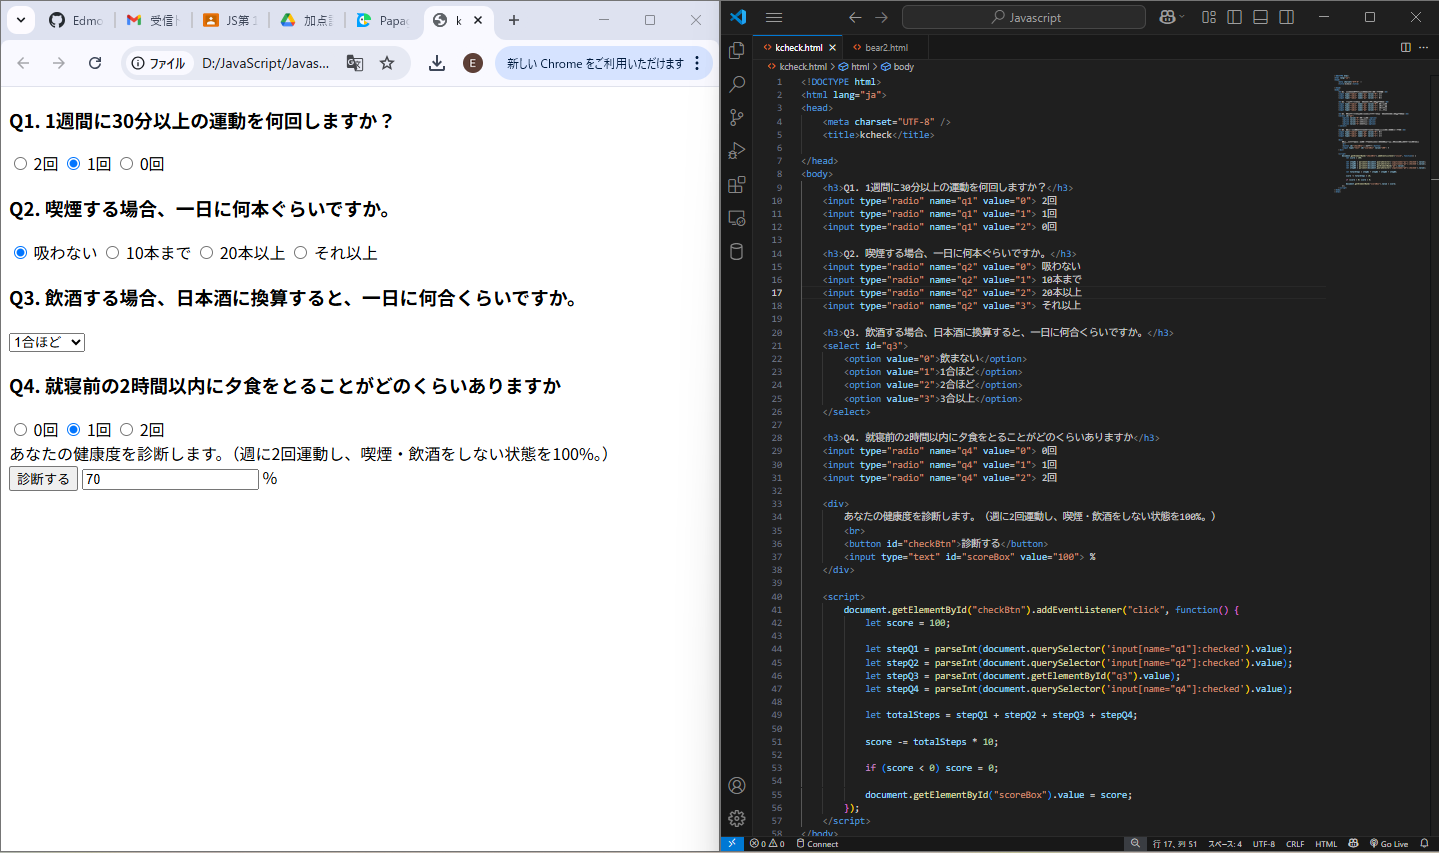 Edmo
受信ト
JS第
加点
Papa
k
ファイル
D:/JavaScript/Javas...
E
新しい Chrome をご利用いただけます
Q1. 1週間に30分以上の運動を何回しますか？
2回 1回 0回
Q2. 喫煙する場合、一日に何本ぐらいですか。
吸わない 10本まで 20本以上 それ以上
Q3. 飲酒する場合、日本酒に換算すると、一日に何合くらいですか。
1合ほど
Q4. 就寝前の2時間以内に夕食をとることがどのくらいありますか
0回 1回 2回
あなたの健康度を診断します。（週に2回運動し、喫煙・飲酒をしない状態を100%。）
診断する 70 %
Javascript
kcheck.html
bear2.html
kcheck.html > html > body
1 <!DOCTYPE html>
2 <html lang="ja">
3 <head>
4 <meta charset="UTF-8" />
5 <title>kcheck</title>
6
7 </head>
8 <body>
9 <h3>Q1. 1週間に30分以上の運動を何回しますか？</h3>
10 <input type="radio" name="q1" value="0"> 2回
11 <input type="radio" name="q1" value="1"> 1回
12 <input type="radio" name="q1" value="2"> 0回
13
14 <h3>Q2. 喫煙する場合、一日に何本ぐらいですか。</h3>
15 <input type="radio" name="q2" value="0"> 吸わない
16 <input type="radio" name="q2" value="1"> 10本まで
17 <input type="radio" name="q2" value="2"> 20本以上
18 <input type="radio" name="q2" value="3"> それ以上
19
20 <h3>Q3. 飲酒する場合、日本酒に換算すると、一日に何合くらいですか。</h3>
21 <select id="q3">
22 <option value="0">飲まない</option>
23 <option value="1">1合ほど</option>
24 <option value="2">2合ほど</option>
25 <option value="3">3合以上</option>
26 </select>
27
28 <h3>Q4. 就寝前の2時間以内に夕食をとることがどのくらいありますか</h3>
29 <input type="radio" name="q4" value="0"> 0回
30 <input type="radio" name="q4" value="1"> 1回
31 <input type="radio" name="q4" value="2"> 2回
32
33 <div>
34 あなたの健康度を診断します。（週に2回運動し、喫煙・飲酒をしない状態を100%。）
35 <br>
36 <button id="checkBtn">診断する</button>
37 <input type="text" id="scoreBox" value="100"> %
38 </div>
39
40 <script>
41 document.getElementById("checkBtn").addEventListener("click", function() {
42 let score = 100;
43
44 let stepQ1 = parseInt(document.querySelector('input[name="q1"]:checked').value);
45 let stepQ2 = parseInt(document.querySelector('input[name="q2"]:checked').value);
46 let stepQ3 = parseInt(document.getElementById("q3").value);
47 let stepQ4 = parseInt(document.querySelector('input[name="q4"]:checked').value);
48
49 let totalSteps = stepQ1 + stepQ2 + stepQ3 + stepQ4;
50
51 score -= totalSteps * 10;
52
53 if (score < 0) score = 0;
54
55 document.getElementById("scoreBox").value = score;
56 });
57 </script>
58 </body>
0 0 Connect
行 17、列 51 スペース: 4 UTF-8 CRLF HTML Go Live